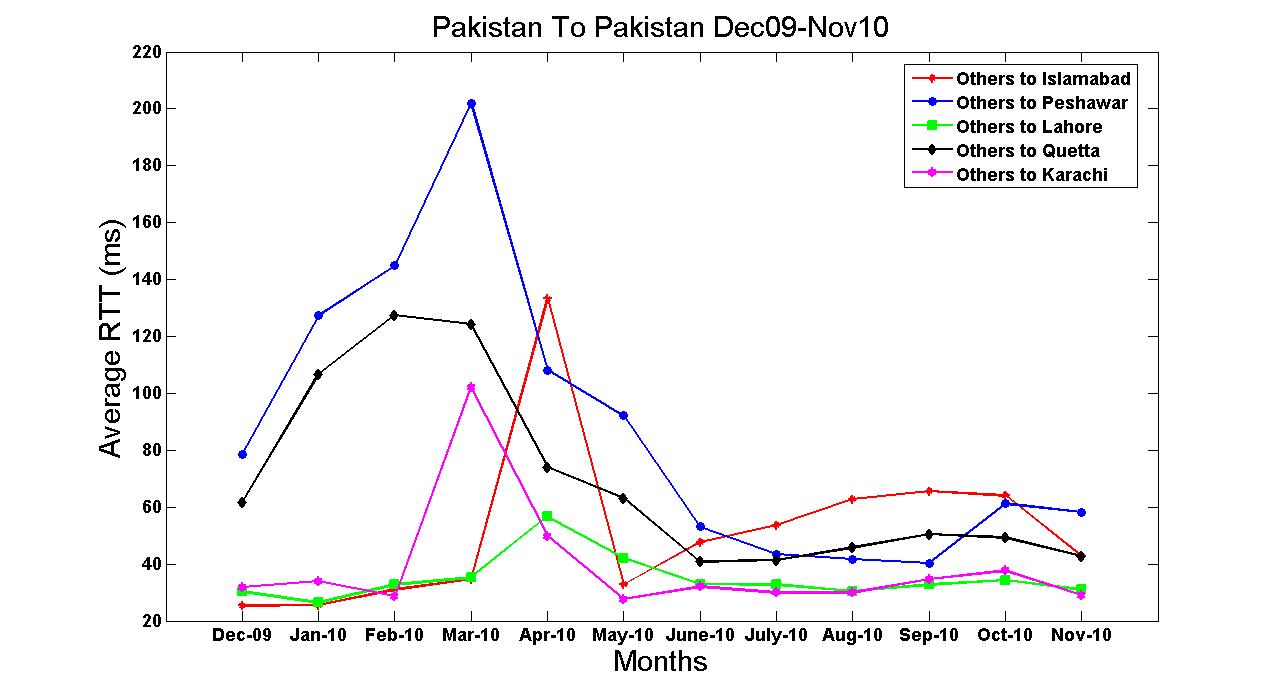 Pakistan To Pakistan Dec09-Nov10
220
200
180
160
140
120
100
80
60
40
20
Average RTT (ms)
Others to Islamabad
Others to Peshawar
Others to Lahore
Others to Quetta
Others to Karachi
Dec-09 Jan-10 Feb-10 Mar-10 Apr-10 May-10 June-10 July-10 Aug-10 Sep-10 Oct-10 Nov-10
Months